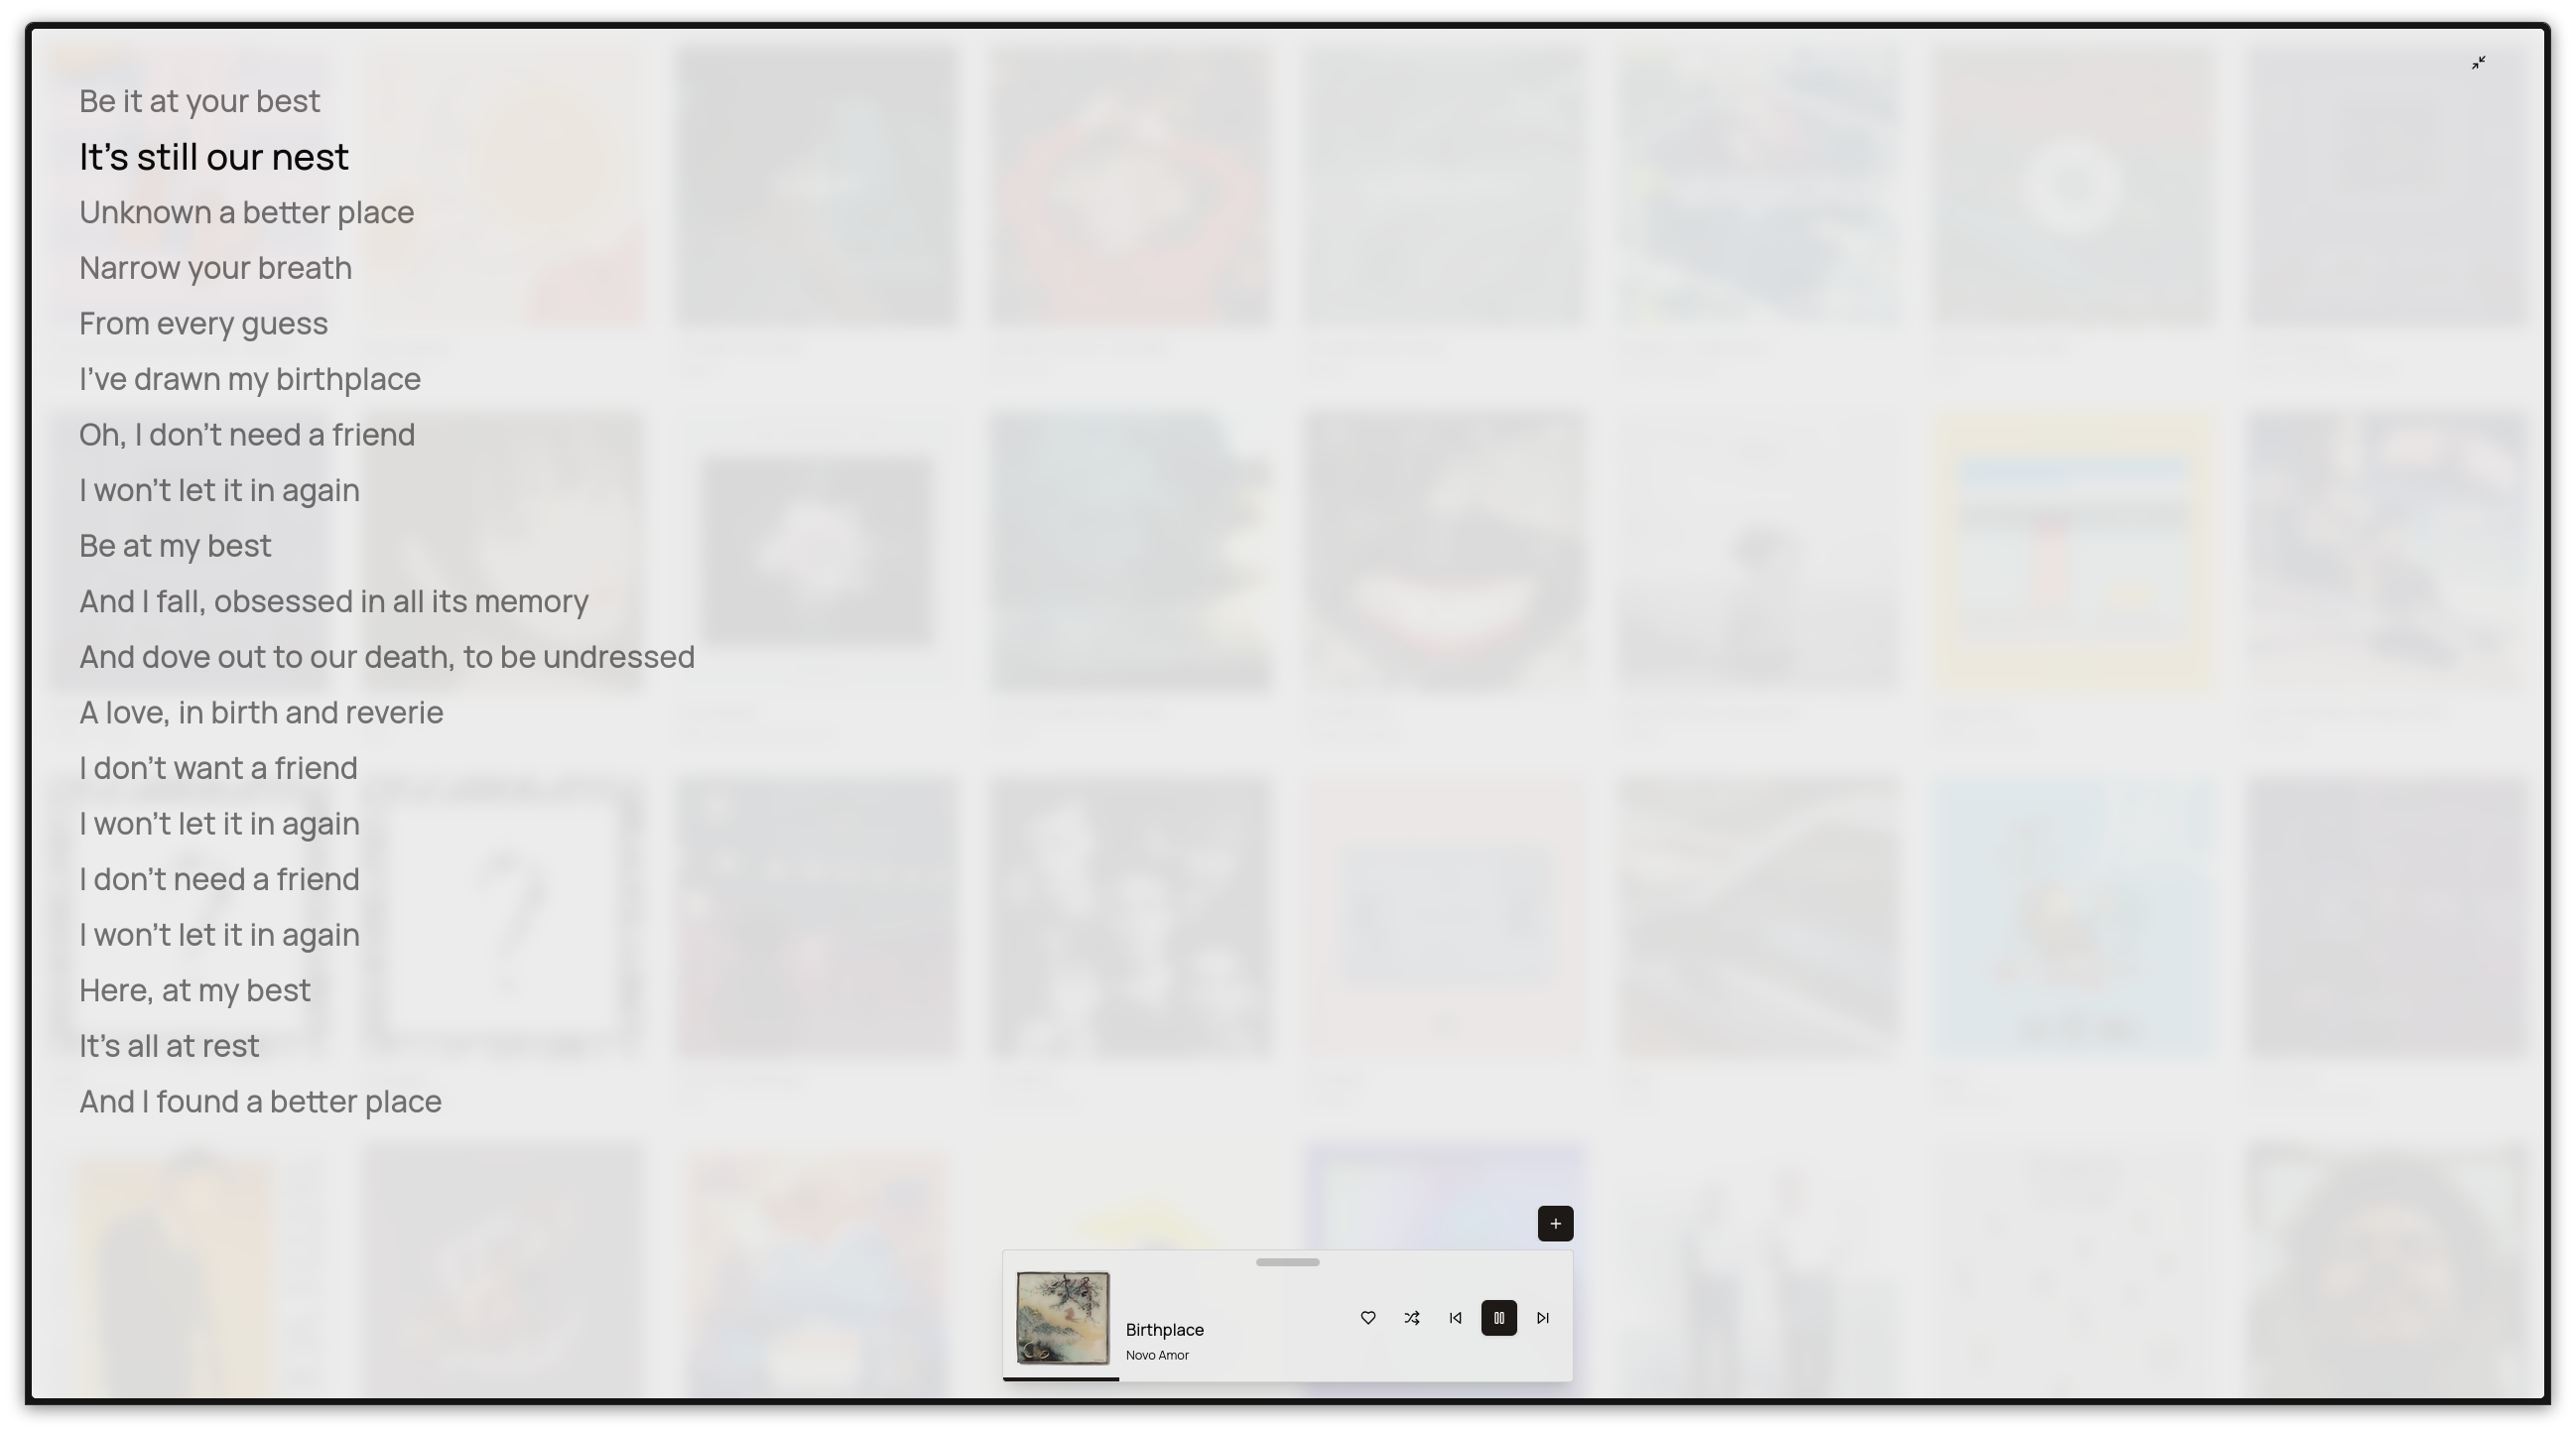 Be it at your best
It's still our nest
Unknown a better place
Narrow your breath
From every guess
I've drawn my birthplace
Oh, I don't need a friend
I won't let it in again
Be at my best
And I fall, obsessed in all its memory
And dove out to our death, to be undressed
A love, in birth and reverie
I don't want a friend
I won't let it in again
I don't need a friend
I won't let it in again
Here, at my best
It's all at rest
And I found a better place
Birthplace
Novo Amor